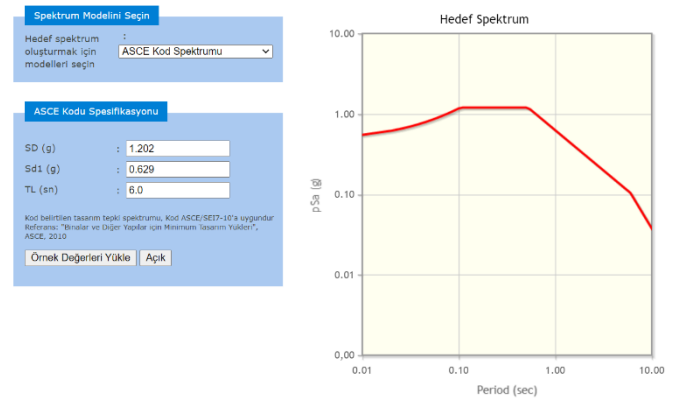 Spektrum Modelini Seçin
Hedef spektrum
oluşturmak için
modelleri seçin
:
ASCE Kod Spektrumu
ASCE Kodu Spesifikasyonu
SD (g) : 1.202
Sd1 (g) : 0.629
TL (sn) : 6.0
Kod belirtilen tasarım tepki spektrumu, Kod ASCE/SEI7-10'a uygundur
Referans: "Binalar ve Diğer Yapılar için Minimum Tasarım Yükleri",
ASCE, 2010
Örnek Değerleri Yükle
Açık
Hedef Spektrum
10.00
1.00
0.10
0.01
0,00
pSa (g)
0.01
0.10
1.00
10.00
Period (sec)